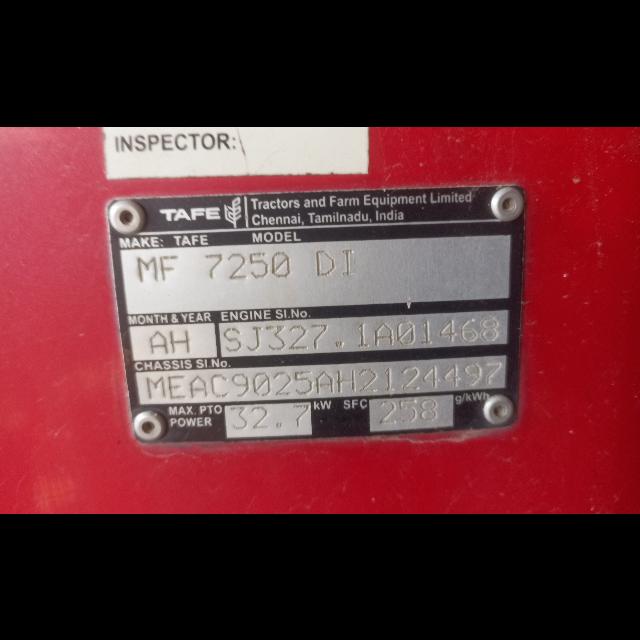 INSPECTOR:
TAFE Tractors and Farm Equipment Limited
Chennai, Tamilnadu, India
MAKE: TAFE MODEL
MF 7250 DI
MONTH & YEAR ENGINE Sl.No.
AH SJ327.1A01468
CHASSIS Sl No.
MEAC9025AH2124497
MAX. PTO POWER 32.7 kW SFC 258 g/kWh